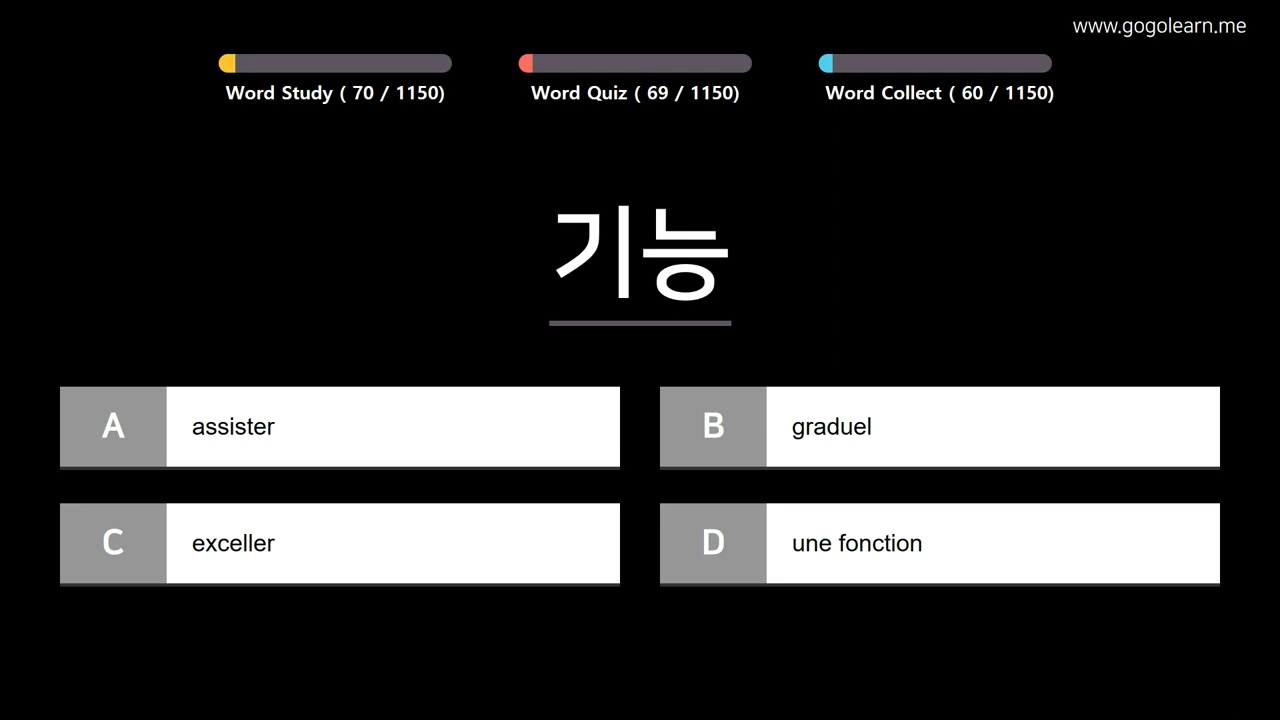 www.gogolearn.me
Word Study ( 70 / 1150)
Word Quiz ( 69 / 1150)
Word Collect ( 60 / 1150)
기능
A assister
B graduel
C exceller
D une fonction